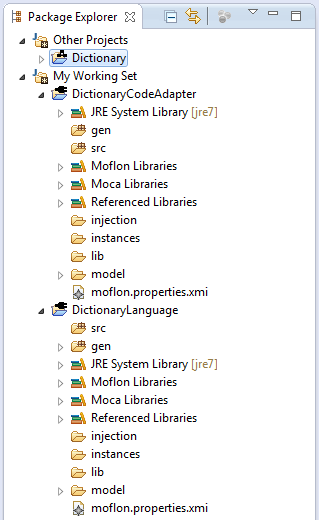 Package Explorer
Other Projects
Dictionary
My Working Set
DictionaryCodeAdapter
JRE System Library [jre7]
gen
src
Moflon Libraries
Moca Libraries
Referenced Libraries
injection
instances
lib
model
moflon.properties.xmi
DictionaryLanguage
src
gen
JRE System Library [jre7]
Moflon Libraries
Moca Libraries
Referenced Libraries
injection
instances
lib
model
moflon.properties.xmi